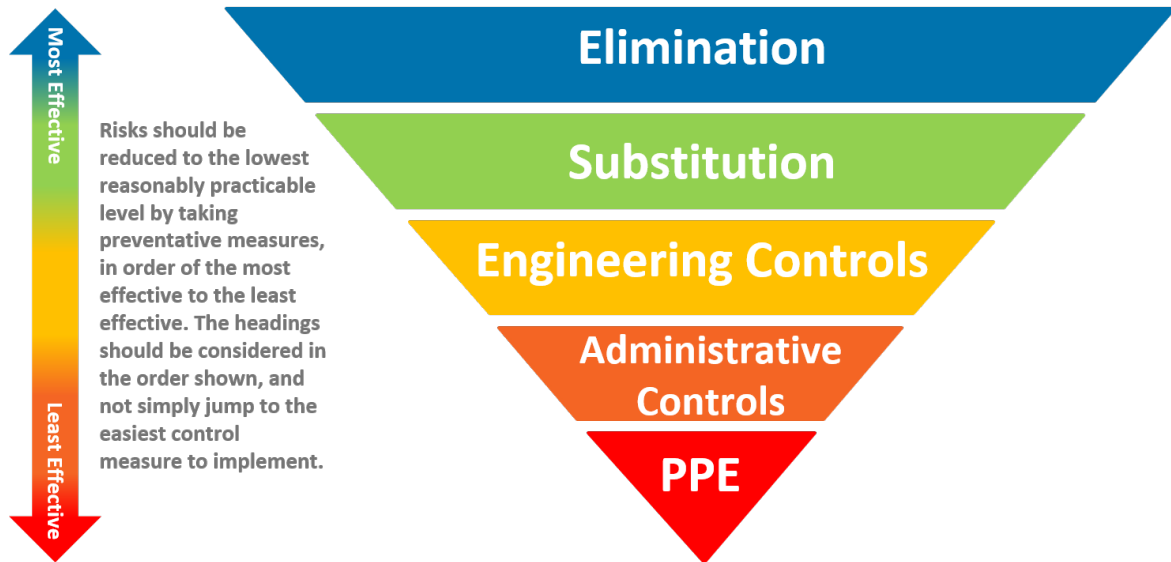 Most Effective
Least Effective
Risks should be
reduced to the lowest
reasonably practicable
level by taking
preventative measures,
in order of the most
effective to the least
effective. The headings
should be considered in
the order shown, and
not simply jump to the
easiest control
measure to implement.
Elimination
Substitution
Engineering Controls
Administrative
Controls
PPE